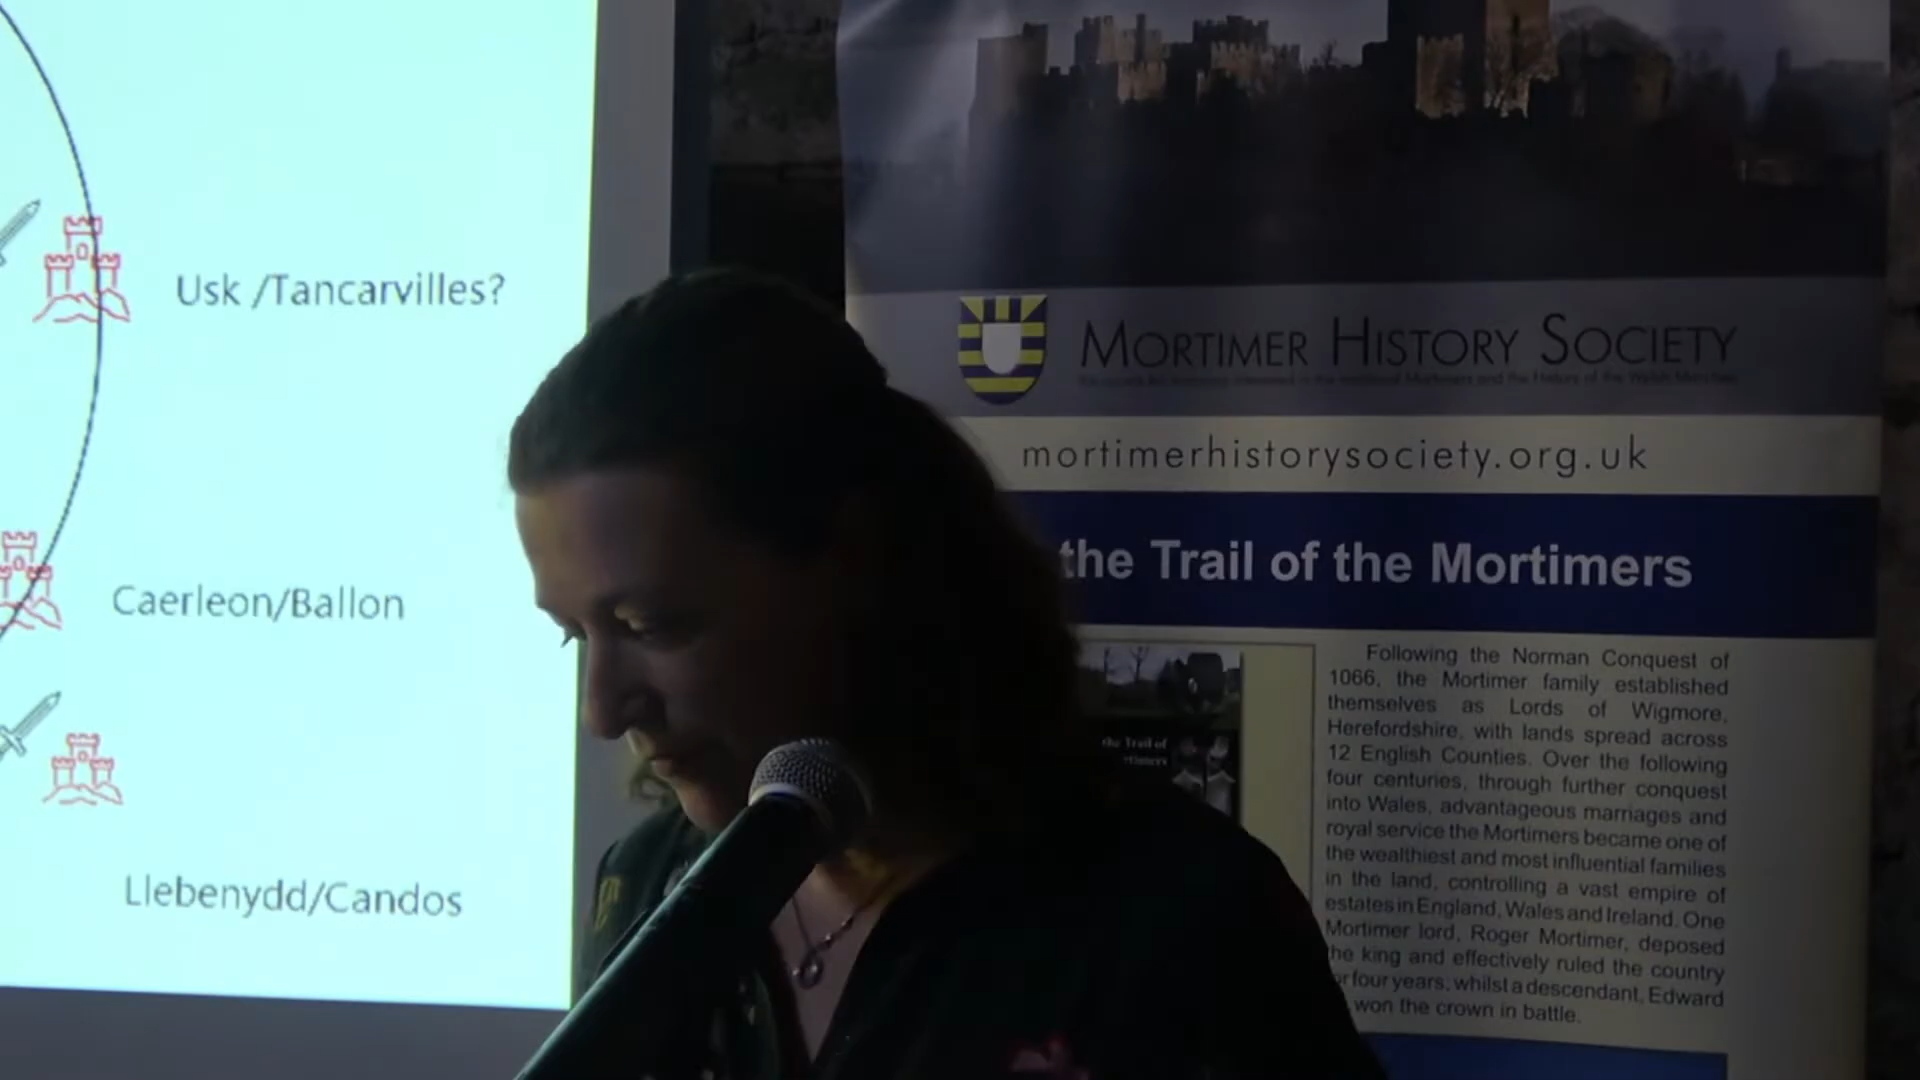 Usk /Tancarvilles?
Caerleon/Ballon
Llebenydd/Candos
MORTIMER HISTORY SOCIETY
mortimerhistorysociety.org.uk
the Trail of the Mortimers
the Trail of
Following the Norman Conquest of
1066, the Mortimer family established
themselves as Lords of Wigmore,
Herefordshire, with lands spread across
12 English Counties. Over the following
four centuries, through further conquest
into Wales, advantageous marriages and
royal service the Mortimers became one of
the wealthiest and most influential families
in the land, controlling a vast empire of
estates in England, Wales and Ireland. One
Mortimer lord, Roger Mortimer, deposed
the king and effectively ruled the country
four years; whilst a descendant, Edward
won the crown in battle.